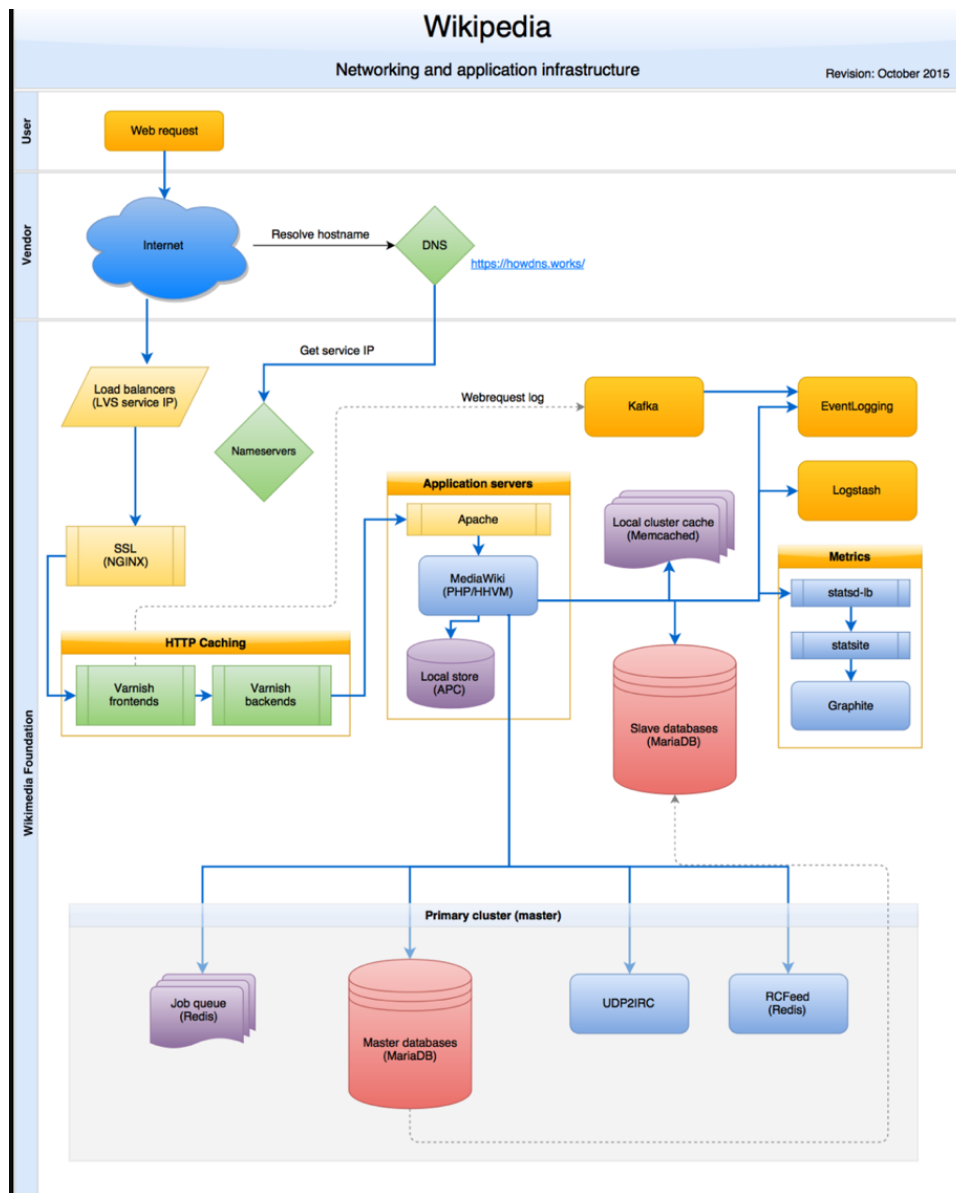 Wikipedia
Networking and application infrastructure
Revision: October 2015
User
Web request
Vendor
Internet
Resolve hostname
DNS
https://howdns.works/
Wikimedia Foundation
Get service IP
Load balancers
(LVS service IP)
Nameservers
Webrequest log
Kafka
EventLogging
Logstash
Application servers
Apache
MediaWiki
(PHP/HHVM)
Local store
(APC)
Local cluster cache
(Memcached)
Metrics
statsd-lb
statsite
Graphite
SSL
(NGINX)
HTTP Caching
Varnish
frontends
Varnish
backends
Slave databases
(MariaDB)
Primary cluster (master)
Job queue
(Redis)
Master databases
(MariaDB)
UDP2IRC
RCFeed
(Redis)